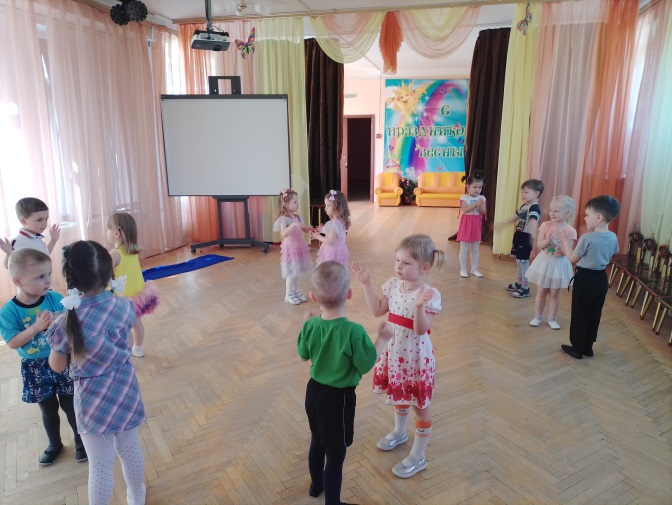 С
праздником
весны